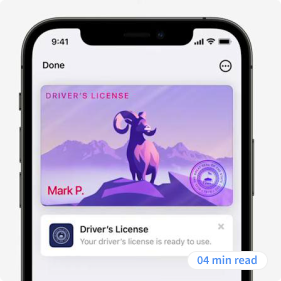 9:41
Done
DRIVER'S LICENSE
Mark P.
Driver's License
Your driver's license is ready to use.
04 min read